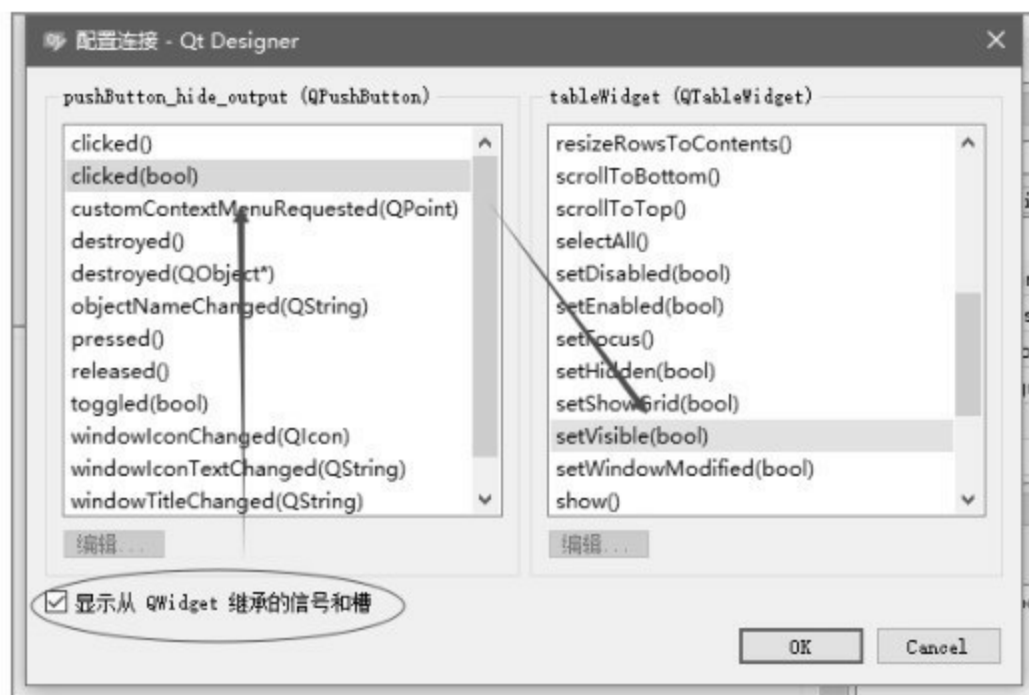 配置连接 - Qt Designer
pushButton_hide_output (QPushButton)
clicked()
clicked(bool)
customContextMenuRequested(QPoint)
destroyed()
destroyed(QObject*)
objectNameChanged(QString)
pressed()
released()
toggled(bool)
windowIconChanged(QIcon)
windowIconTextChanged(QString)
windowTitleChanged(QString)
编辑...
tableWidget (QTableWidget)
resizeRowsToContents()
scrollToBottom()
scrollToTop()
selectAll()
setDisabled(bool)
setEnabled(bool)
setFocus()
setHidden(bool)
setShowGrid(bool)
setVisible(bool)
setWindowModified(bool)
show()
编辑...
显示从 QWidget 继承的信号和槽
OK
Cancel